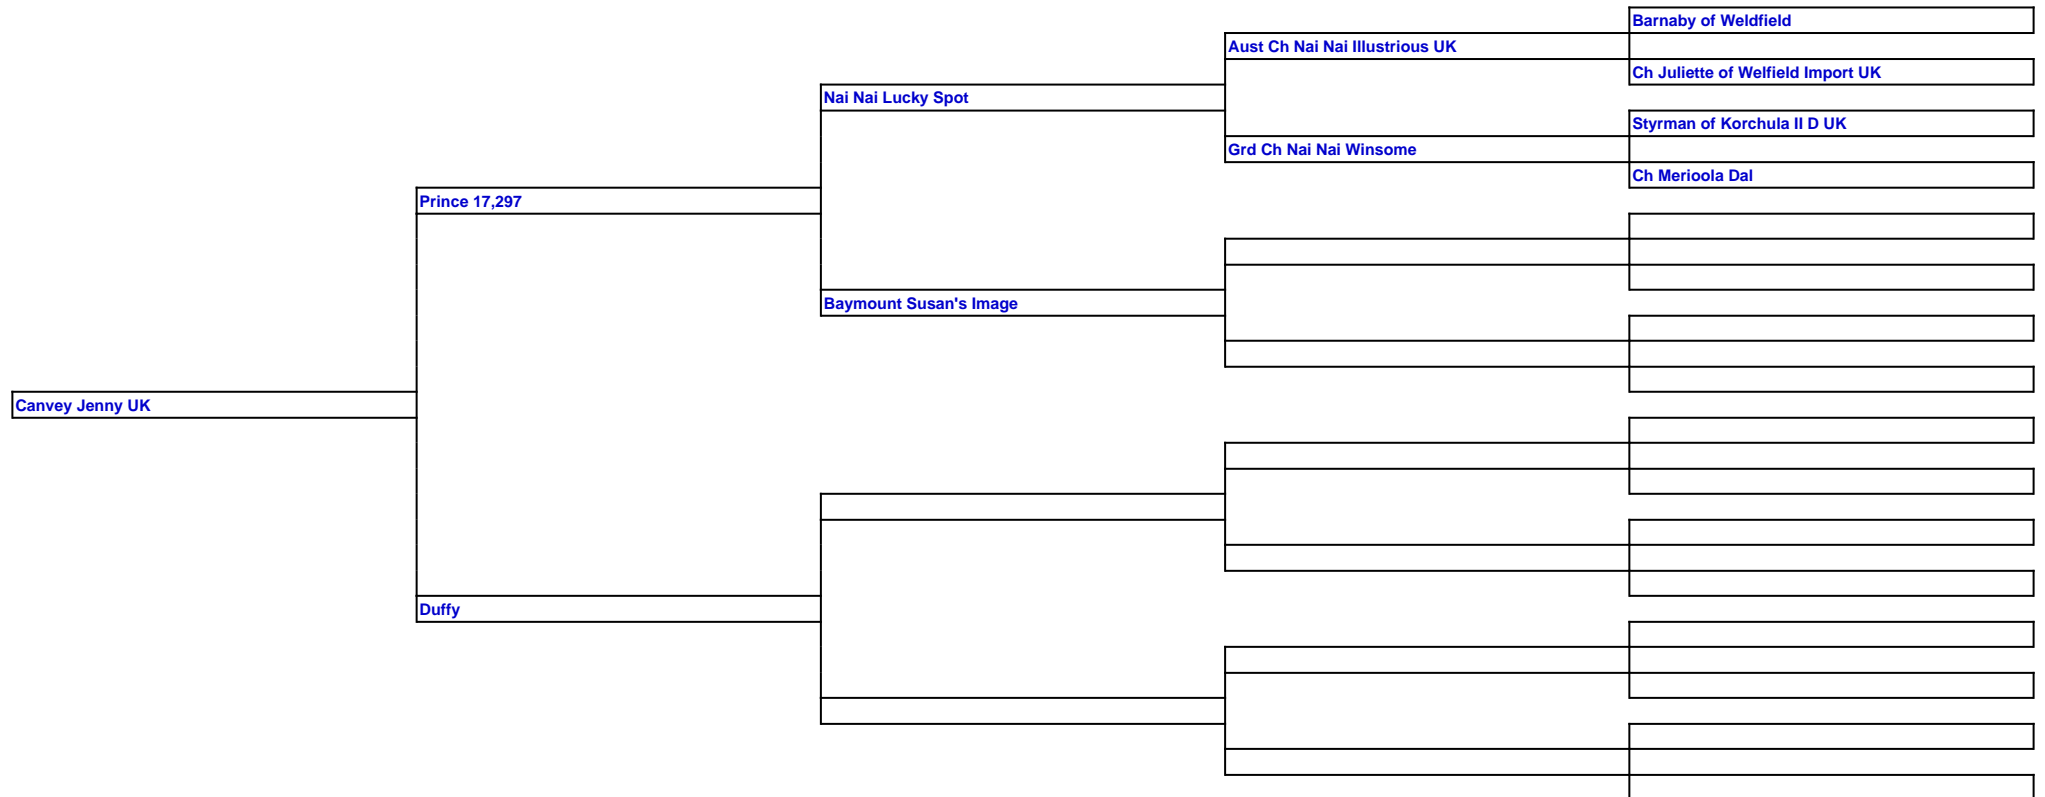 Barnaby of Weldfield
Aust Ch Nai Nai Illustrious UK
Ch Juliette of Welfield Import UK
Nai Nai Lucky Spot
Styrman of Korchula II D UK
Grd Ch Nai Nai Winsome
Ch Merioola Dal
Prince 17,297
Baymount Susan's Image
Canvey Jenny UK
Duffy